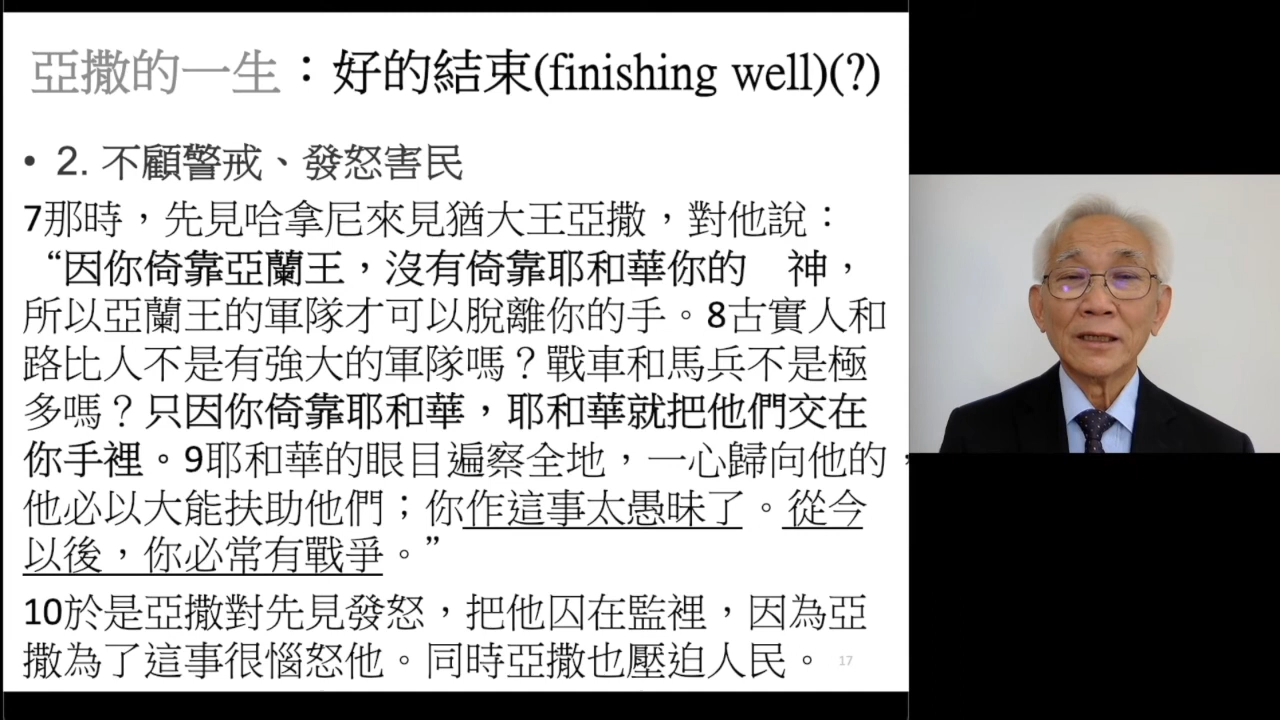 亞撒的一生：好的結束(finishing well)(?)
• 2. 不顧警戒、發怒害民
7那時，先見哈拿尼來見猶大王亞撒，對他說：
“因你倚靠亞蘭王，沒有倚靠耶和華你的　神，
所以亞蘭王的軍隊才可以脫離你的手。8古實人和
路比人不是有強大的軍隊嗎？戰車和馬兵不是極
多嗎？只因你倚靠耶和華，耶和華就把他們交在
你手裡。9耶和華的眼目遍察全地，一心歸向他的，
他必以大能扶助他們；你作這事太愚昧了。從今
以後，你必常有戰爭。”
10於是亞撒對先見發怒，把他囚在監裡，因為亞
撒為了這事很惱怒他。同時亞撒也壓迫人民。
17